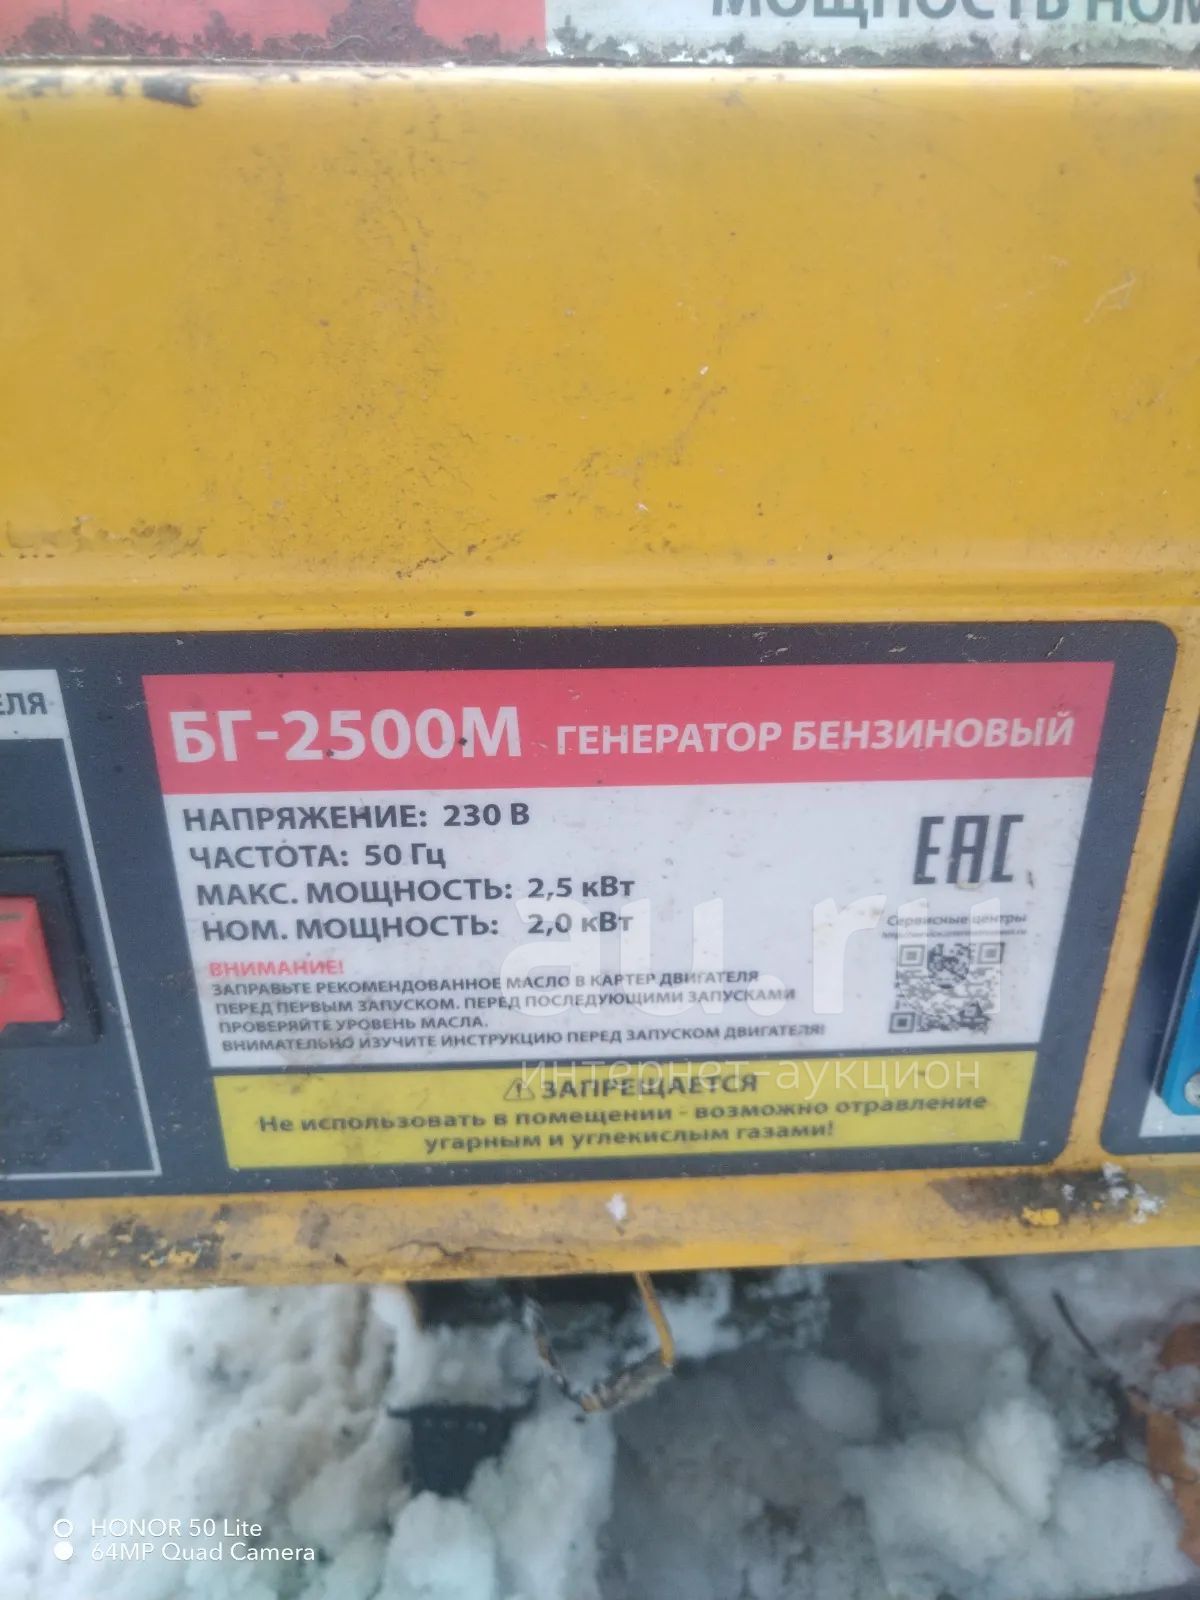 МОЩНОСТЬ НОМ
ЕЛЯ
БГ-2500М ГЕНЕРАТОР БЕНЗИНОВЫЙ
НАПРЯЖЕНИЕ: 230 В
ЧАСТОТА: 50 Гц
МАКС. МОЩНОСТЬ: 2,5 кВт
НОМ. МОЩНОСТЬ: 2,0 кВт
EAC
Сервисные центры
ВНИМАНИЕ!
ЗАПРАВЬТЕ РЕКОМЕНДОВАННОЕ МАСЛО В КАРТЕР ДВИГАТЕЛЯ
ПЕРЕД ПЕРВЫМ ЗАПУСКОМ. ПЕРЕД ПОСЛЕДУЮЩИМИ ЗАПУСКАМИ
ПРОВЕРЯЙТЕ УРОВЕНЬ МАСЛА.
ВНИМАТЕЛЬНО ИЗУЧИТЕ ИНСТРУКЦИЮ ПЕРЕД ЗАПУСКОМ ДВИГАТЕЛЯ!
au.ru
интернет-аукцион
ЗАПРЕЩАЕТСЯ
Не использовать в помещении - возможно отравление
угарным и углекислым газами!
HONOR 50 Lite
64MP Quad Camera